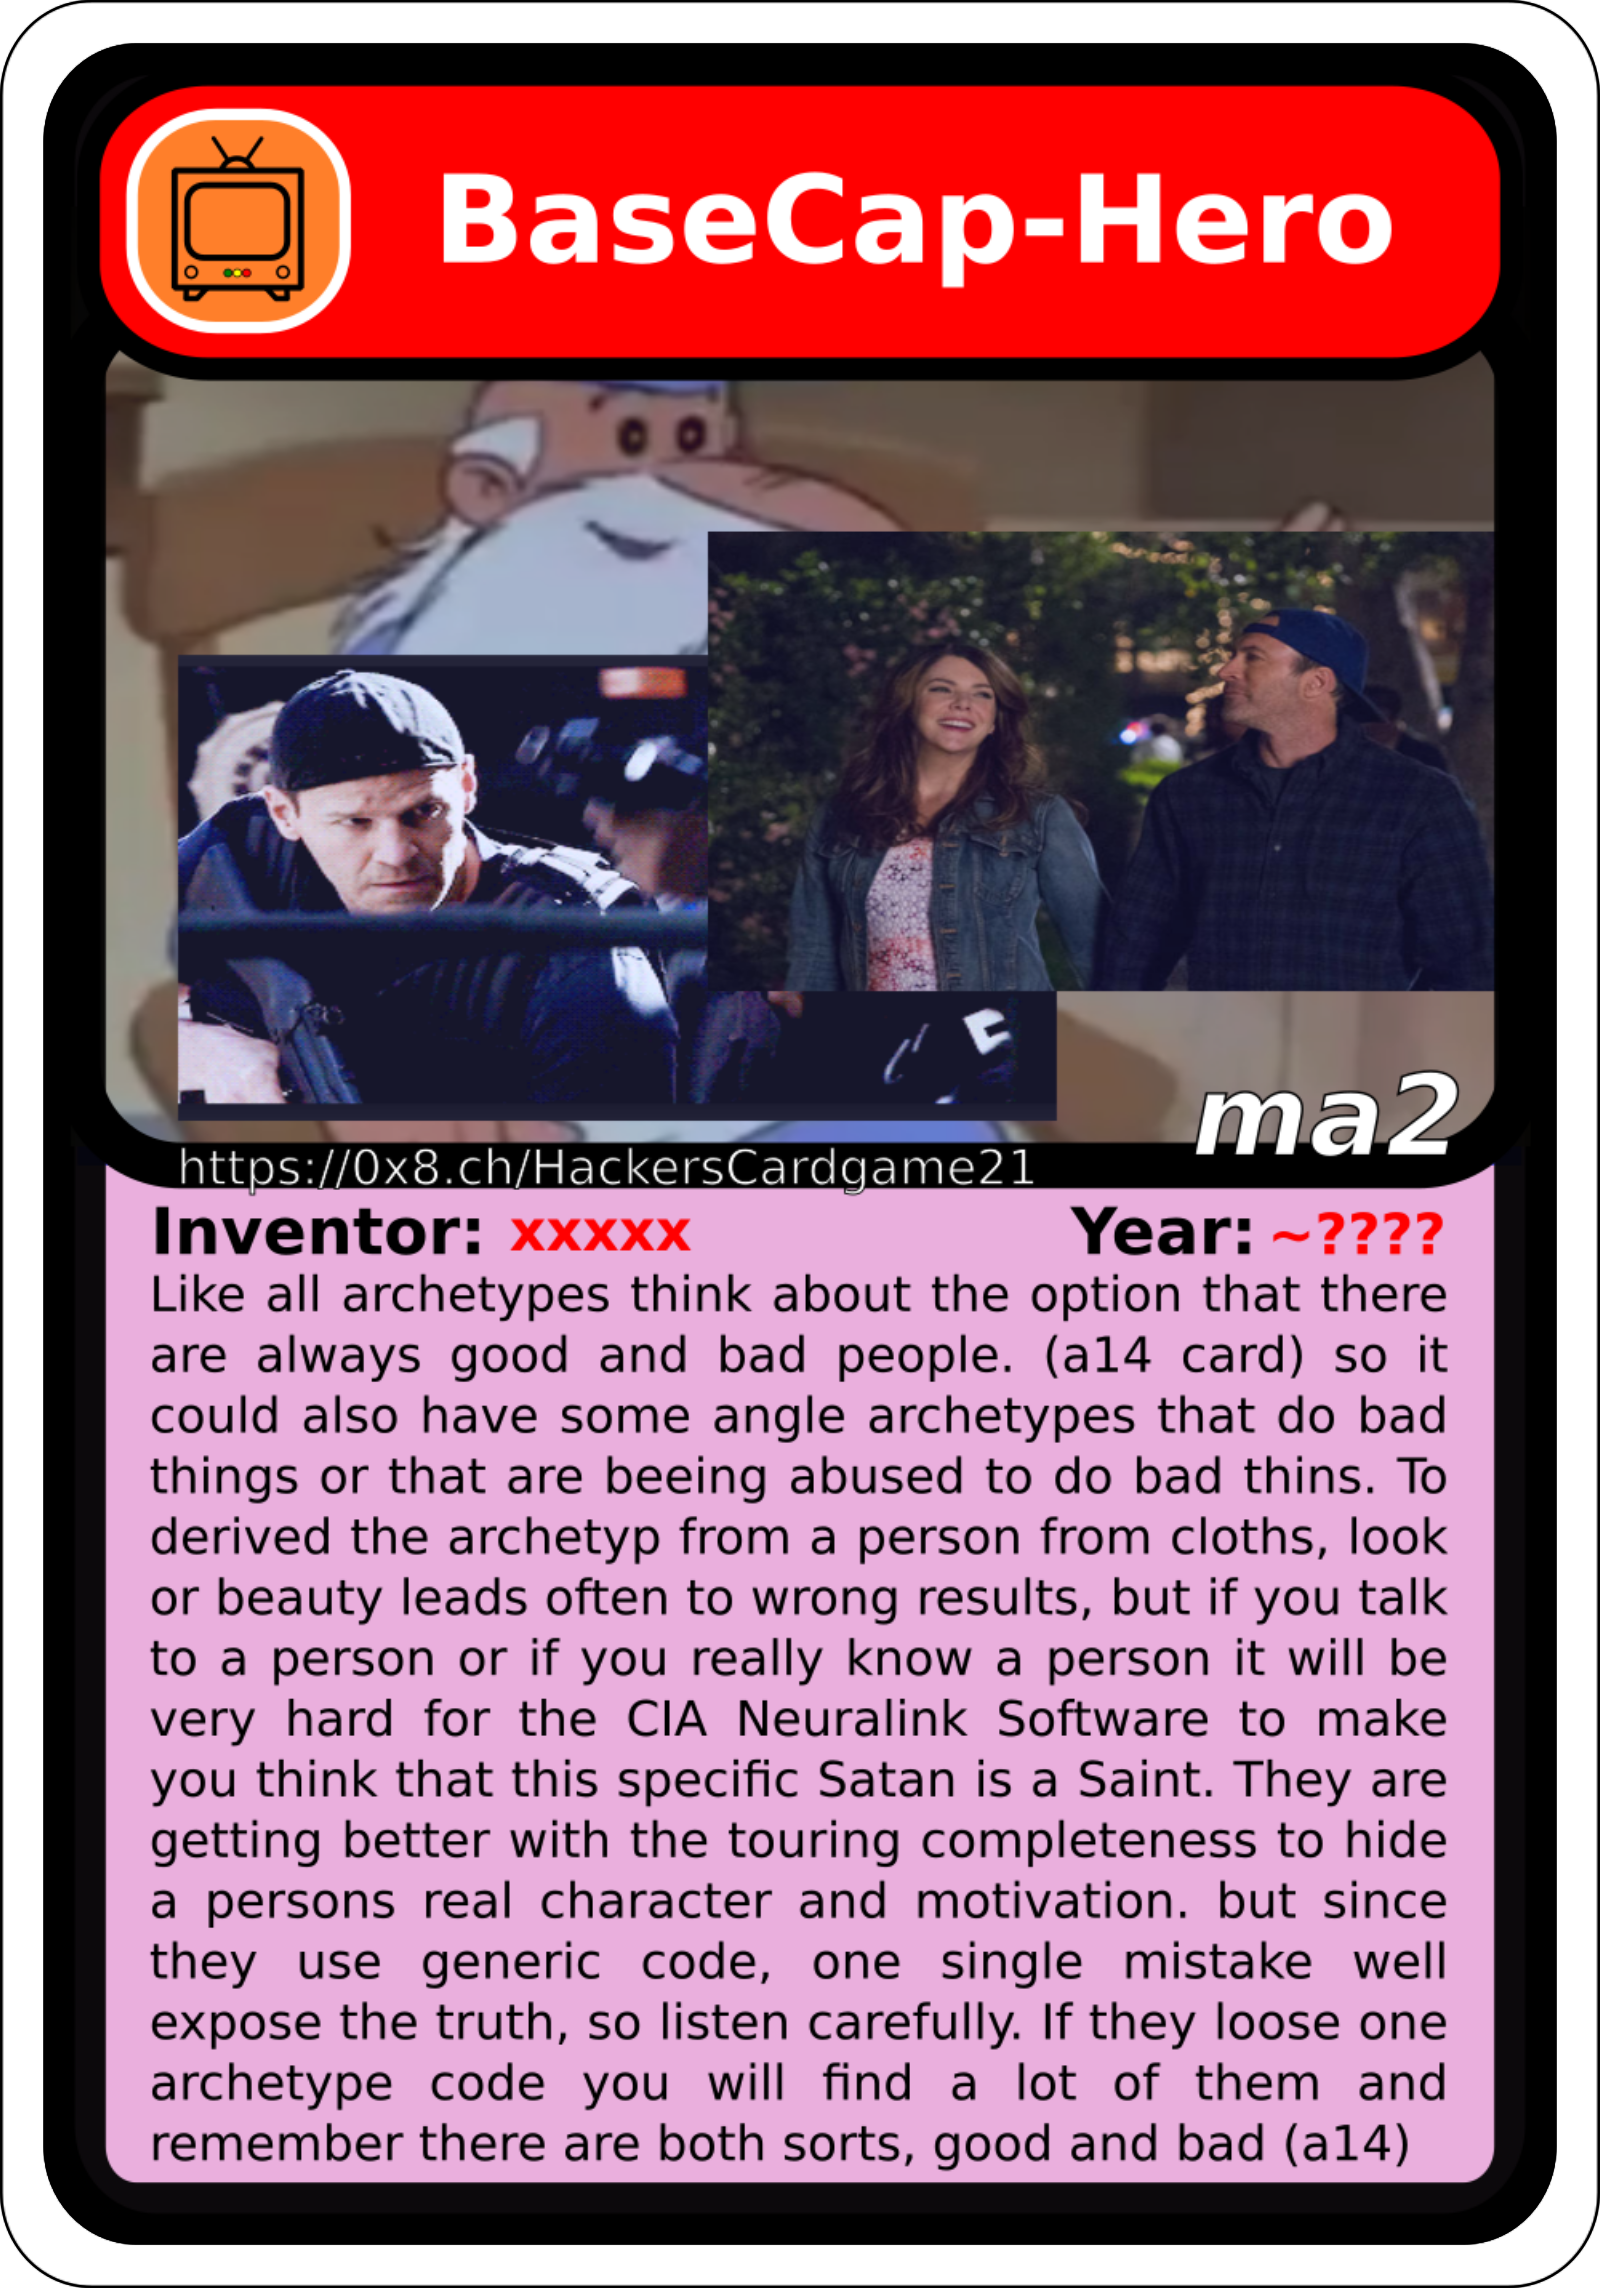 BaseCap-Hero
ma2
https://0x8.ch/HackersCardgame21
Inventor: xxxxx Year: ~????
Like all archetypes think about the option that there
are always good and bad people. (a14 card) so it
could also have some angle archetypes that do bad
things or that are beeing abused to do bad thins. To
derived the archetyp from a person from cloths, look
or beauty leads often to wrong results, but if you talk
to a person or if you really know a person it will be
very hard for the CIA Neuralink Software to make
you think that this specific Satan is a Saint. They are
getting better with the touring completeness to hide
a persons real character and motivation. but since
they use generic code, one single mistake well
expose the truth, so listen carefully. If they loose one
archetype code you will find a lot of them and
remember there are both sorts, good and bad (a14)